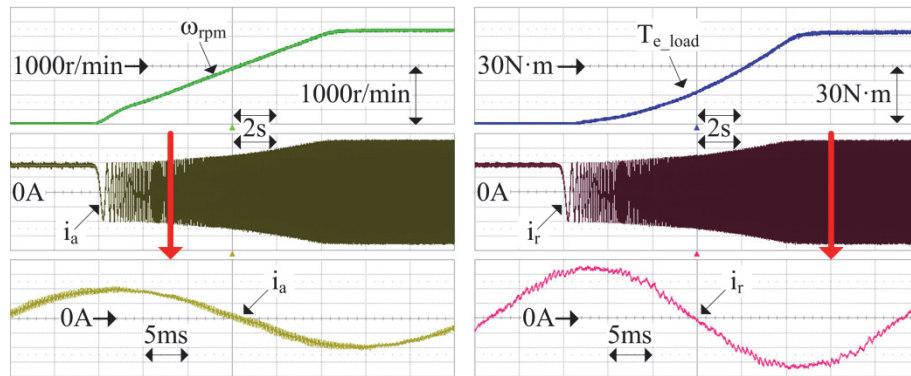 ω_rpm
1000r/min
1000r/min
2s
0A
i_a
i_a
0A
5ms
T_e_load
30N·m
30N·m
2s
0A
i_r
i_r
0A
5ms